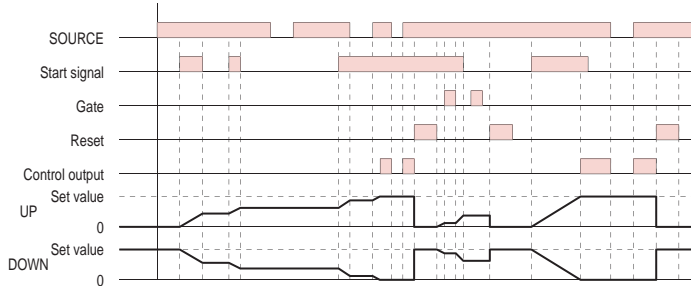 SOURCE
Start signal
Gate
Reset
Control output
Set value
UP
0
Set value
DOWN
0